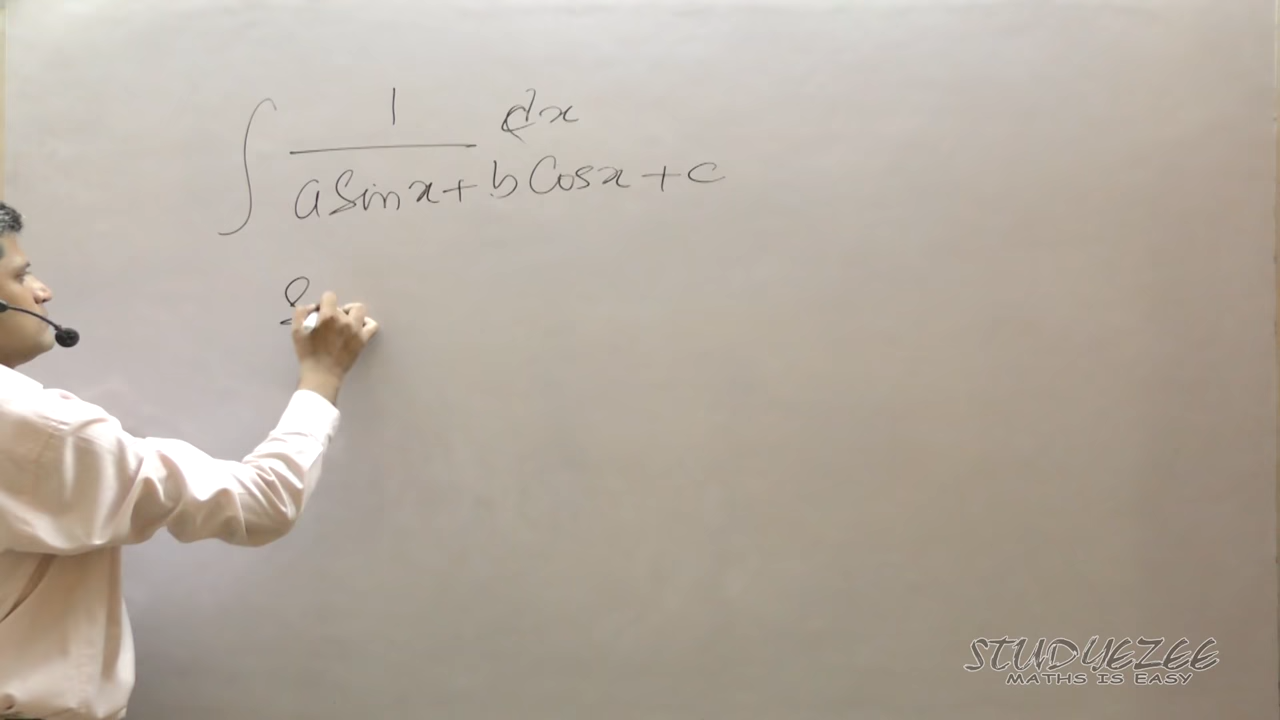 ∫ 1 dx
a Sin x + b Cos x + c
STUDYEZEE
MATHS IS EASY